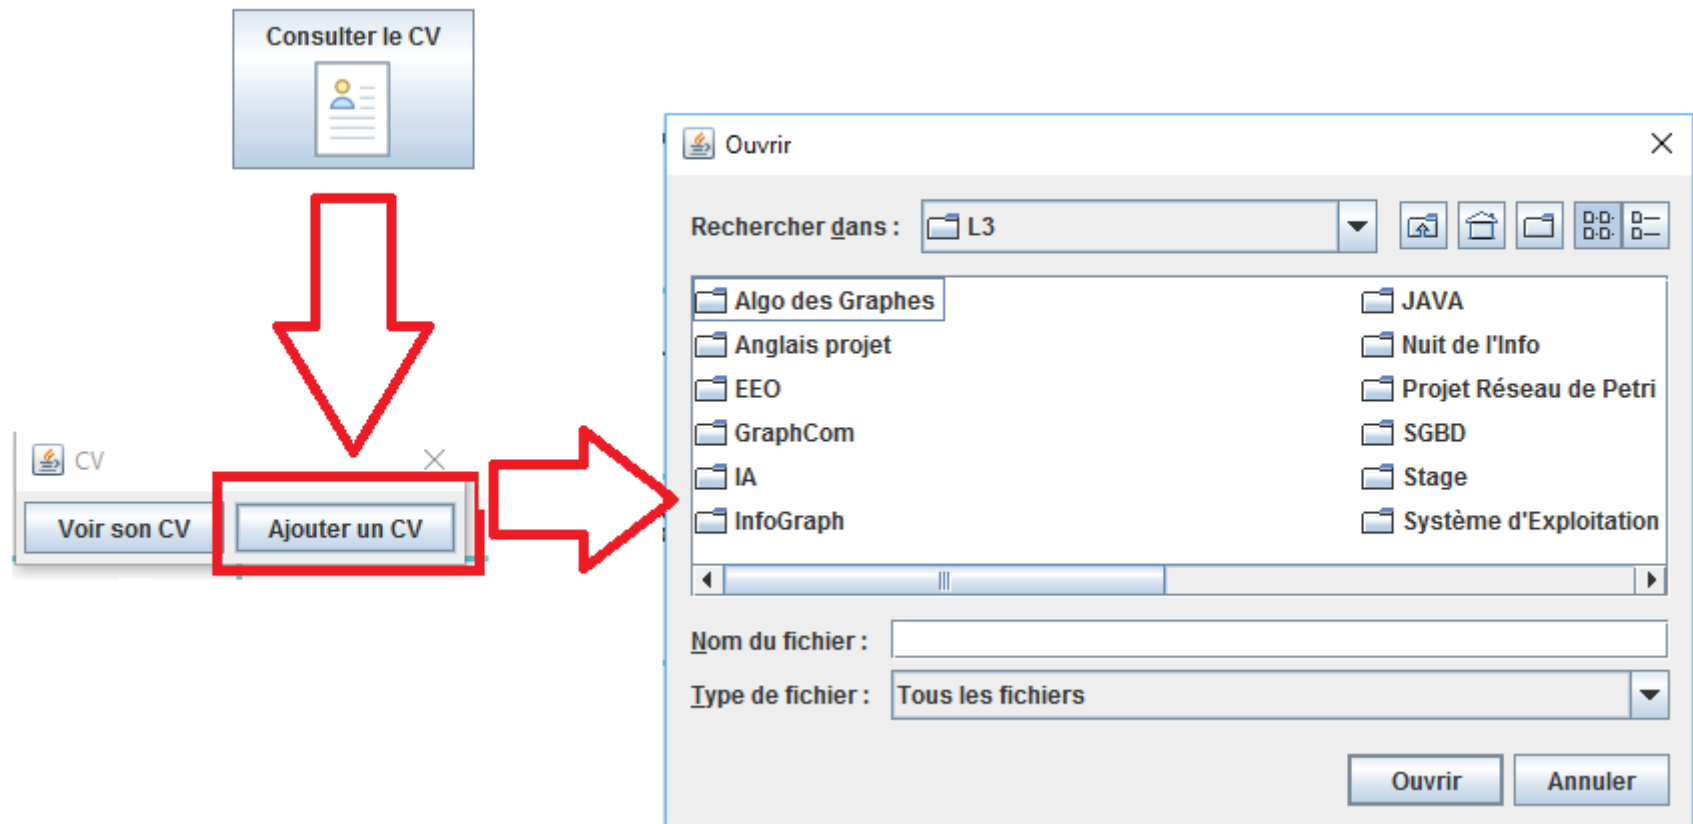 Consulter le CV
CV
Voir son CV
Ajouter un CV
Ouvrir
Rechercher dans :
L3
Algo des Graphes
Anglais projet
EEO
GraphCom
IA
InfoGraph
JAVA
Nuit de l'Info
Projet Réseau de Petri
SGBD
Stage
Système d'Exploitation
Nom du fichier :
Type de fichier :
Tous les fichiers
Ouvrir
Annuler